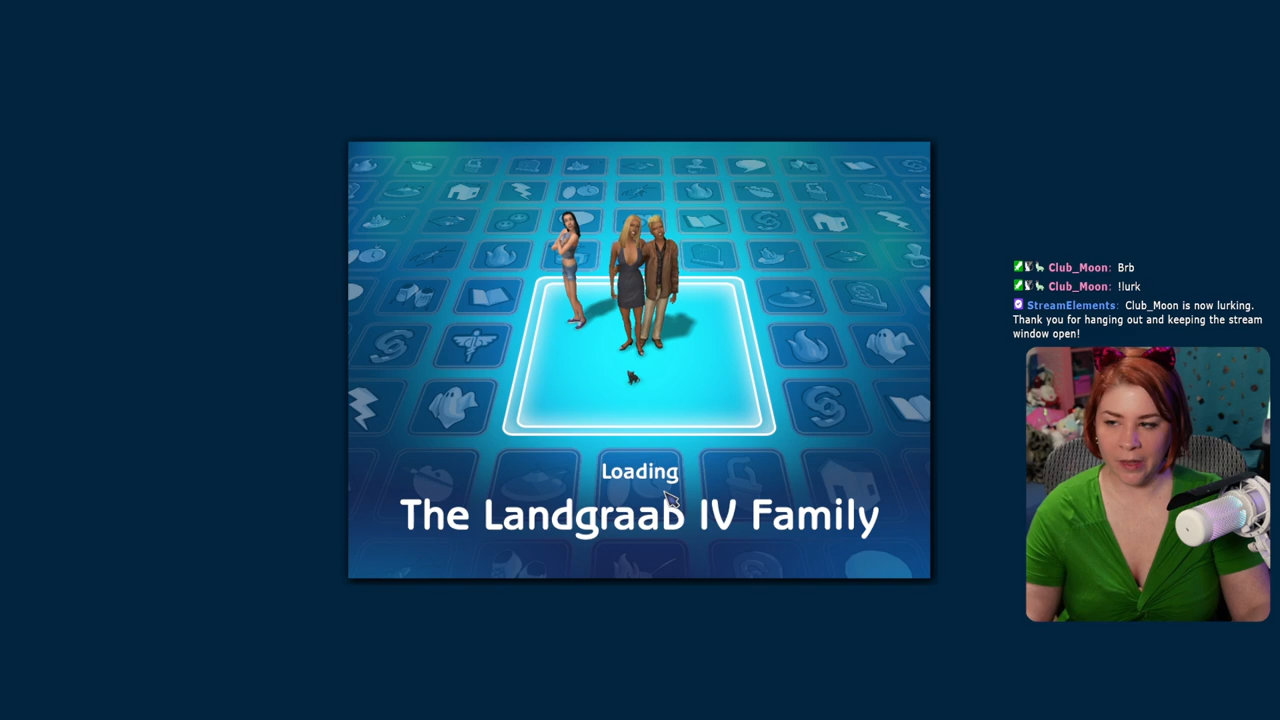 Loading
The Landgraab IV Family
Club_Moon: Brb
Club_Moon: !lurk
StreamElements: Club_Moon is now lurking.
Thank you for hanging out and keeping the stream
window open!